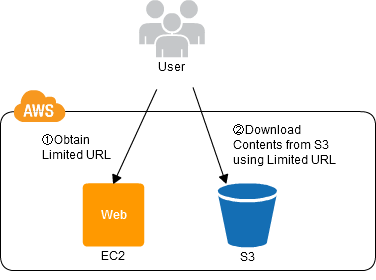 User
AWS
①Obtain
Limited URL
②Download
Contents from S3
using Limited URL
Web
EC2
S3